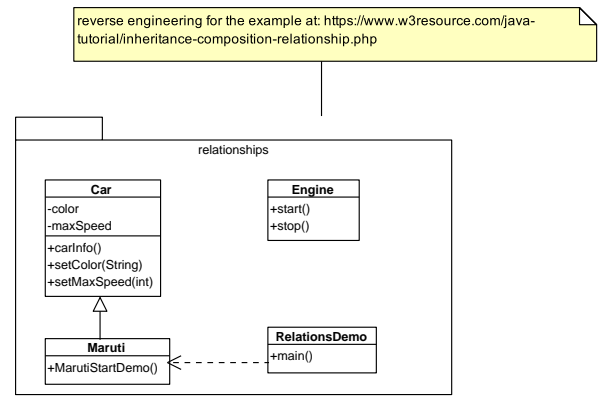 reverse engineering for the example at: https://www.w3resource.com/java-
tutorial/inheritance-composition-relationship.php
relationships
Car
-color
-maxSpeed
+carInfo()
+setColor(String)
+setMaxSpeed(int)
Engine
+start()
+stop()
Maruti
+MarutiStartDemo()
RelationsDemo
+main()